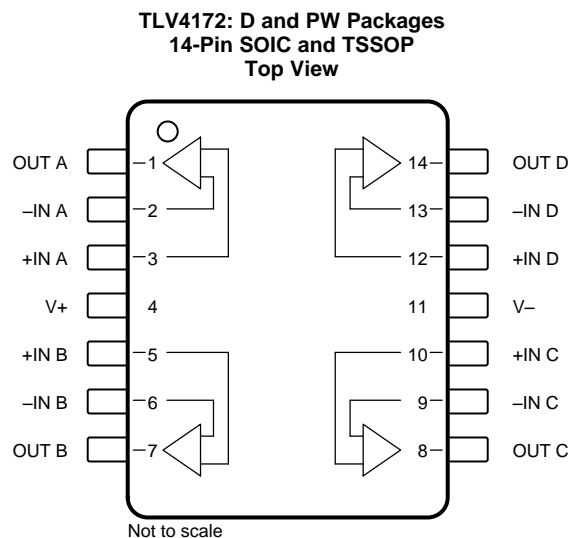 TLV4172: D and PW Packages
14-Pin SOIC and TSSOP
Top View
OUT A 1 14 OUT D
–IN A 2 13 –IN D
+IN A 3 12 +IN D
V+ 4 11 V–
+IN B 5 10 +IN C
–IN B 6 9 –IN C
OUT B 7 8 OUT C
Not to scale